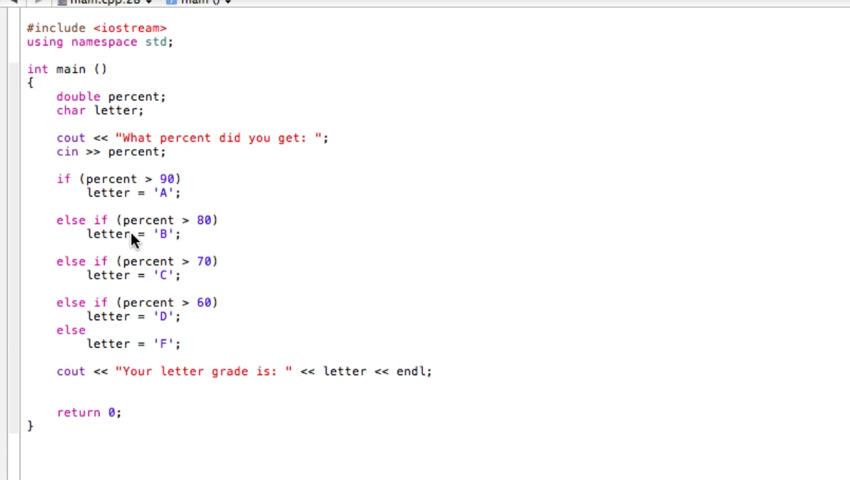 #include <iostream>
using namespace std;
int main ()
{
double percent;
char letter;
cout << "What percent did you get: ";
cin >> percent;
if (percent > 90)
letter = 'A';
else if (percent > 80)
letter = 'B';
else if (percent > 70)
letter = 'C';
else if (percent > 60)
letter = 'D';
else
letter = 'F';
cout << "Your letter grade is: " << letter << endl;
return 0;
}